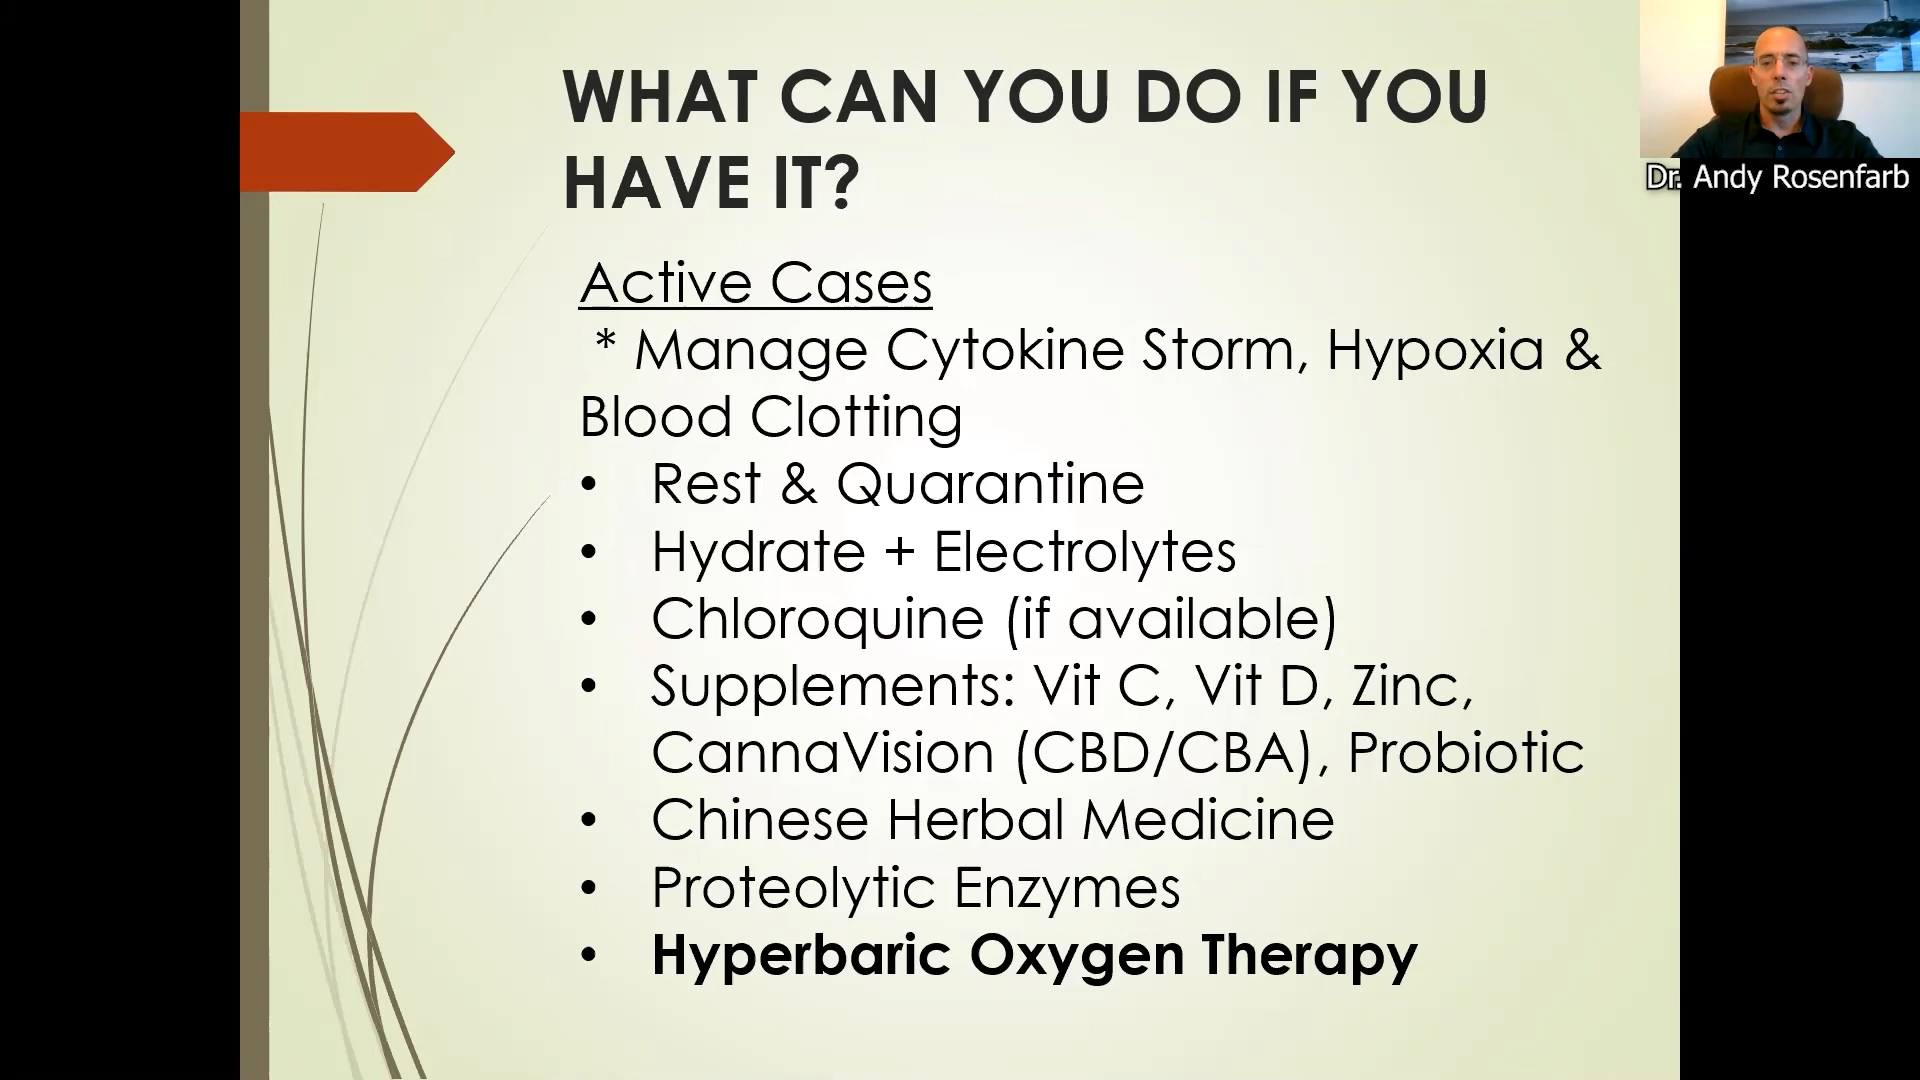 WHAT CAN YOU DO IF YOU
HAVE IT?
Dr. Andy Rosenfarb
Active Cases
* Manage Cytokine Storm, Hypoxia &
Blood Clotting
• Rest & Quarantine
• Hydrate + Electrolytes
• Chloroquine (if available)
• Supplements: Vit C, Vit D, Zinc,
CannaVision (CBD/CBA), Probiotic
• Chinese Herbal Medicine
• Proteolytic Enzymes
• Hyperbaric Oxygen Therapy